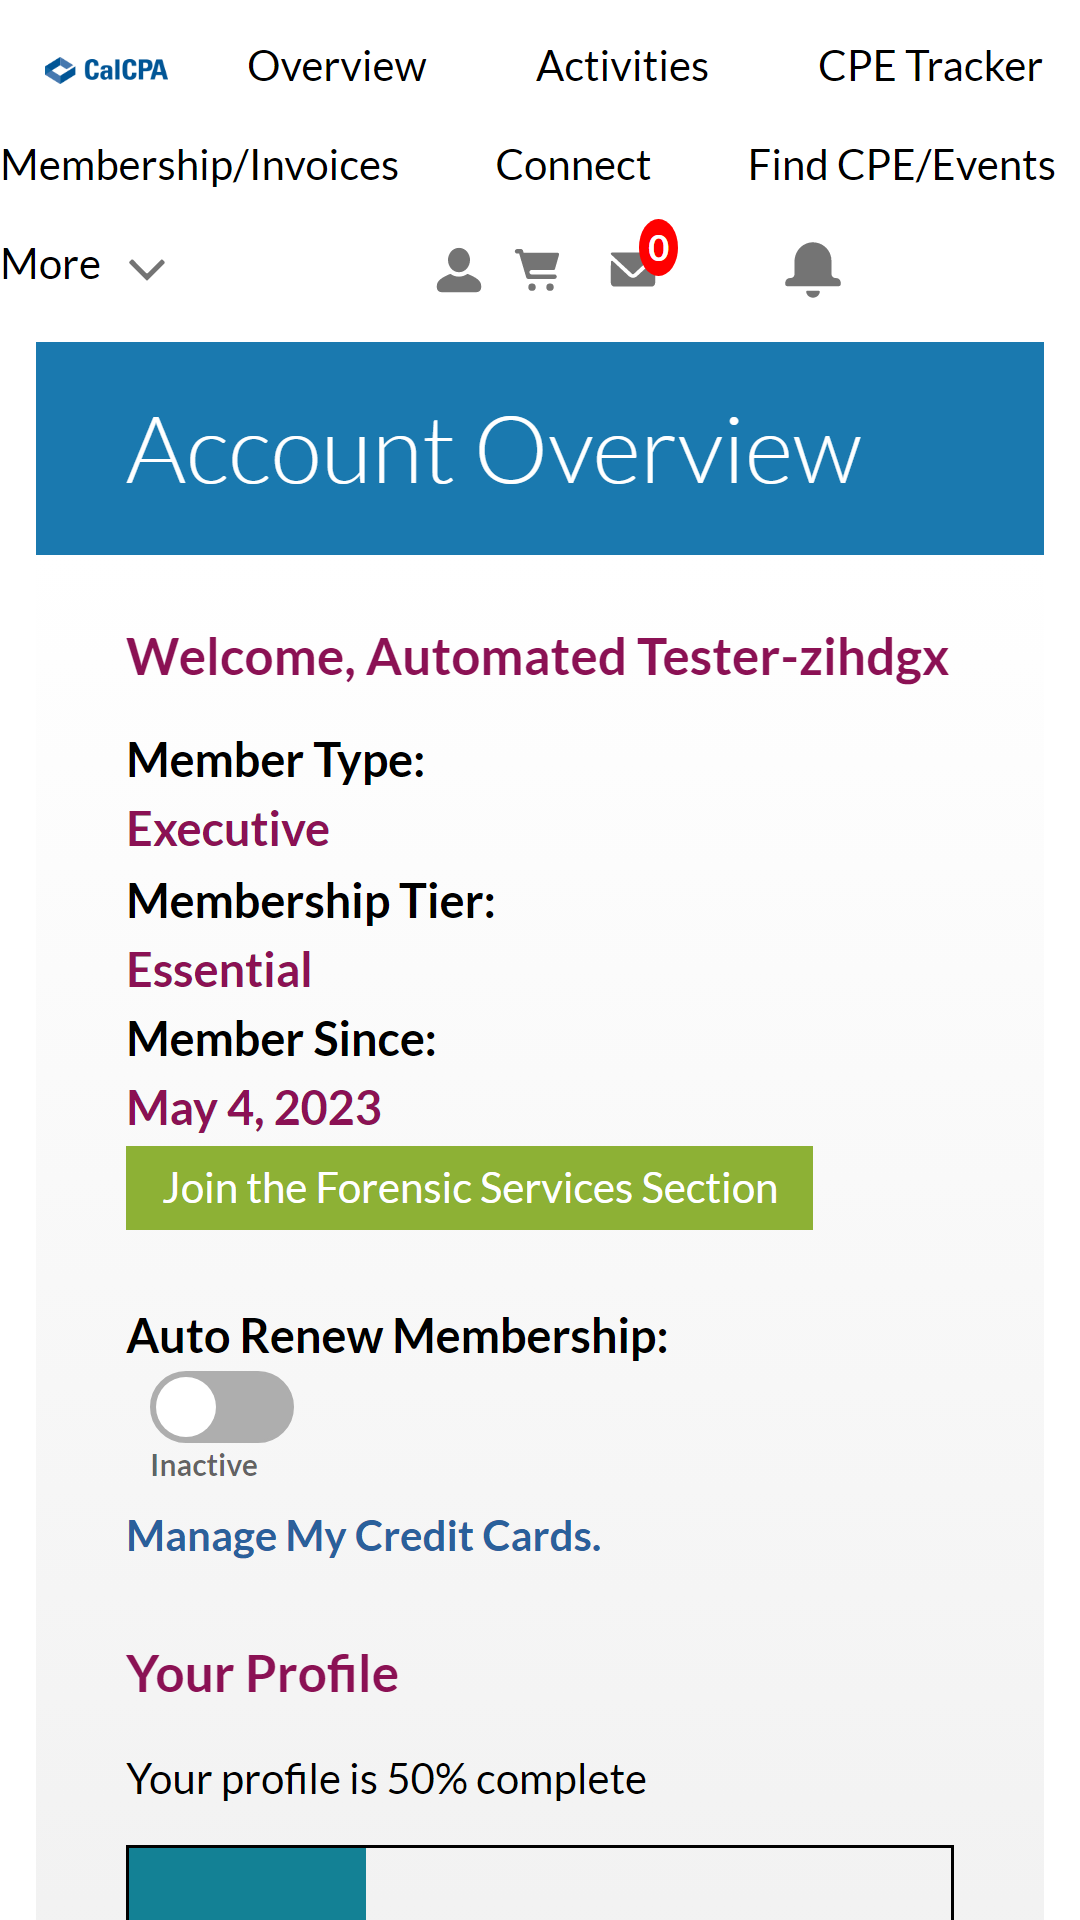 CalCPA Overview Activities CPE Tracker
Membership/Invoices Connect Find CPE/Events
More 0
Account Overview
Welcome, Automated Tester-zihdgx
Member Type:
Executive
Membership Tier:
Essential
Member Since:
May 4, 2023
Join the Forensic Services Section
Auto Renew Membership:
Inactive
Manage My Credit Cards.
Your Profile
Your profile is 50% complete